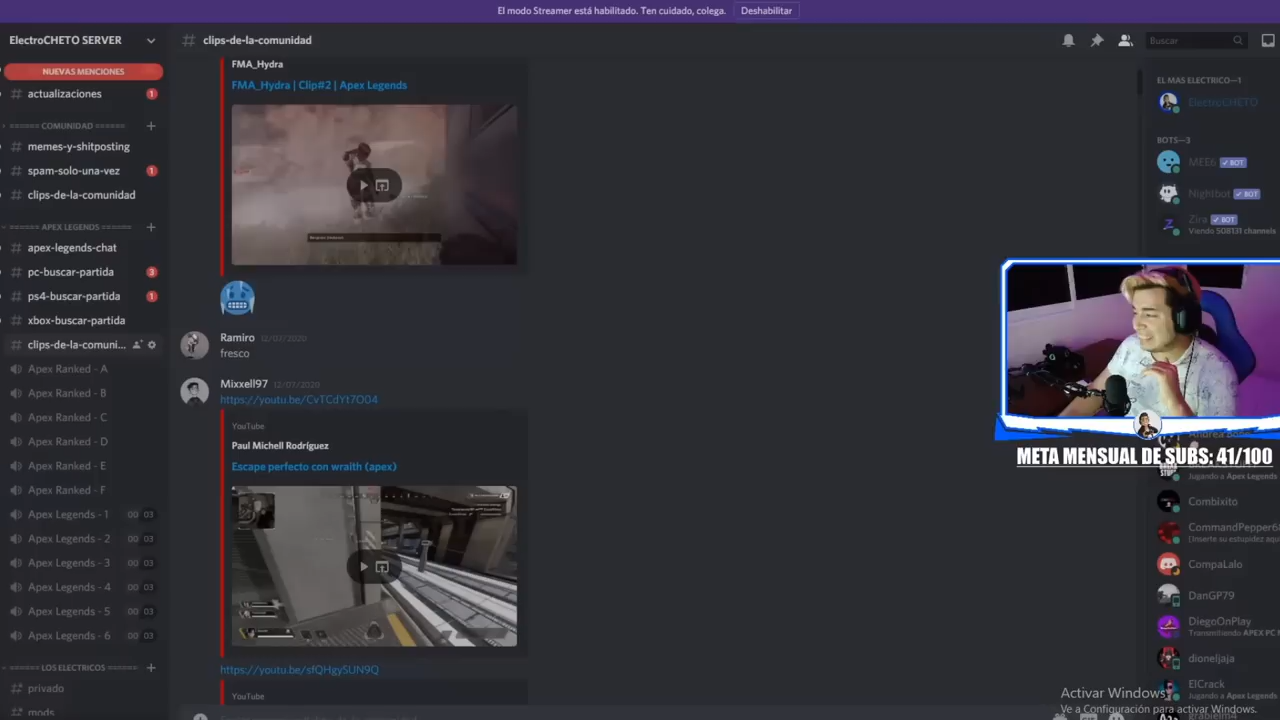 El modo Streamer está habilitado. Ten cuidado, colega. Deshabilitar
ElectroCHETO SERVER
NUEVAS MENCIONES
# actualizaciones 1
====== COMUNIDAD ====== +
# memes-y-shitposting
# spam-solo-una-vez 1
# clips-de-la-comunidad
====== APEX LEGENDS ====== +
# apex-legends-chat
# pc-buscar-partida 3
# ps4-buscar-partida 1
# xbox-buscar-partida
# clips-de-la-comuni...
Apex Ranked - A
Apex Ranked - B
Apex Ranked - C
Apex Ranked - D
Apex Ranked - E
Apex Ranked - F
Apex Legends - 1 00 03
Apex Legends - 2 00 03
Apex Legends - 3 00 03
Apex Legends - 4 00 03
Apex Legends - 5 00 03
Apex Legends - 6 00 03
====== LOS ELECTRICOS ====== +
# privado
# mods
# clips-de-la-comunidad
Buscar
FMA_Hydra
FMA_Hydra | Clip#2 | Apex Legends
Ramiro 12/07/2020
fresco
Mixxell97 12/07/2020
https://youtu.be/CvTCdYt7O04
YouTube
Paul Michell Rodríguez
Escape perfecto con wraith (apex)
https://youtu.be/sfQHgySUN9Q
YouTube
EL MAS ELECTRICO—1
ElectroCHETO
BOTS—3
MEE6 ✓ BOT
Nightbot ✓ BOT
Zira ✓ BOT
Viendo 508131 channels
META MENSUAL DE SUBS: 41/100
Jugando a Apex Legends
Combixito
CommandPepper6
CompaLalo
DanGP79
DiegoOnPlay
Transmitiendo APEX PC
dioneljaja
ElCrack
Jugando a Apex
Activar Windows
Ve a Configuración para activar Windows.